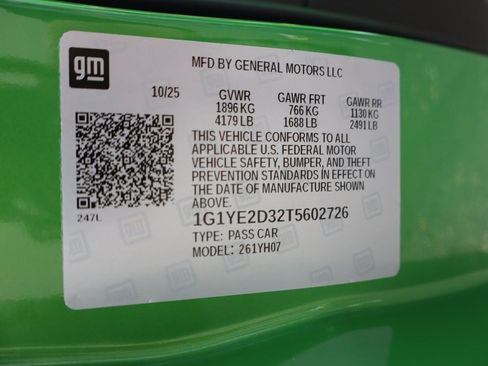 gm
MFD BY GENERAL MOTORS LLC
10/25 GVWR GAWR FRT GAWR RR
1896 KG 766 KG 1130 KG
4179 LB 1688 LB 2491 LB
THIS VEHICLE CONFORMS TO ALL
APPLICABLE U.S. FEDERAL MOTOR
VEHICLE SAFETY, BUMPER, AND THEFT
PREVENTION STANDARDS IN EFFECT ON
THE DATE OF MANUFACTURE SHOWN
ABOVE.
247L 1G1YE2D32T5602726
TYPE: PASS CAR
MODEL: 261YH07